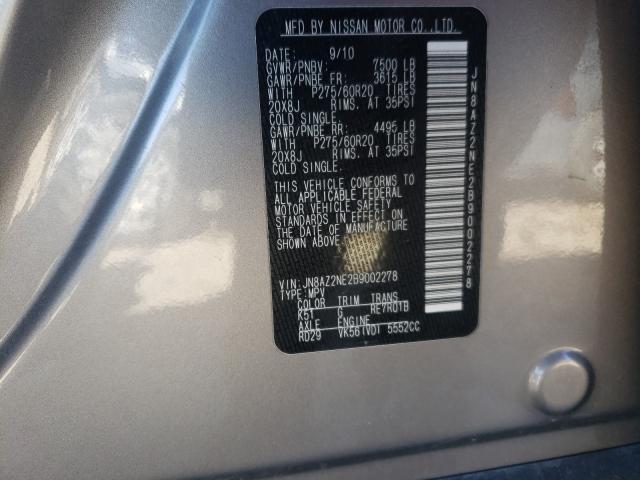 MFD BY NISSAN MOTOR CO.,LTD.
DATE: 9/10
GVWR/PNBV: 7500 LB
GAWR/PNBE FR: 3615 LB
WITH P275/60R20 TIRES
20X8J RIMS. AT 35PSI
COLD SINGLE.
GAWR/PNBE RR: 4495 LB
WITH P275/60R20 TIRES
20X8J RIMS. AT 35PSI
COLD SINGLE.
THIS VEHICLE CONFORMS TO
ALL APPLICABLE FEDERAL
MOTOR VEHICLE SAFETY
STANDARDS IN EFFECT ON
THE DATE OF MANUFACTURE
SHOWN ABOVE.
VIN: JN8AZ2NE2B9002278
TYPE: MPV
COLOR TRIM TRANS
K51 G RE7R01B
AXLE ENGINE
RD29 VK56(VD) 5552CC
JN8AZ2NE2B9002278